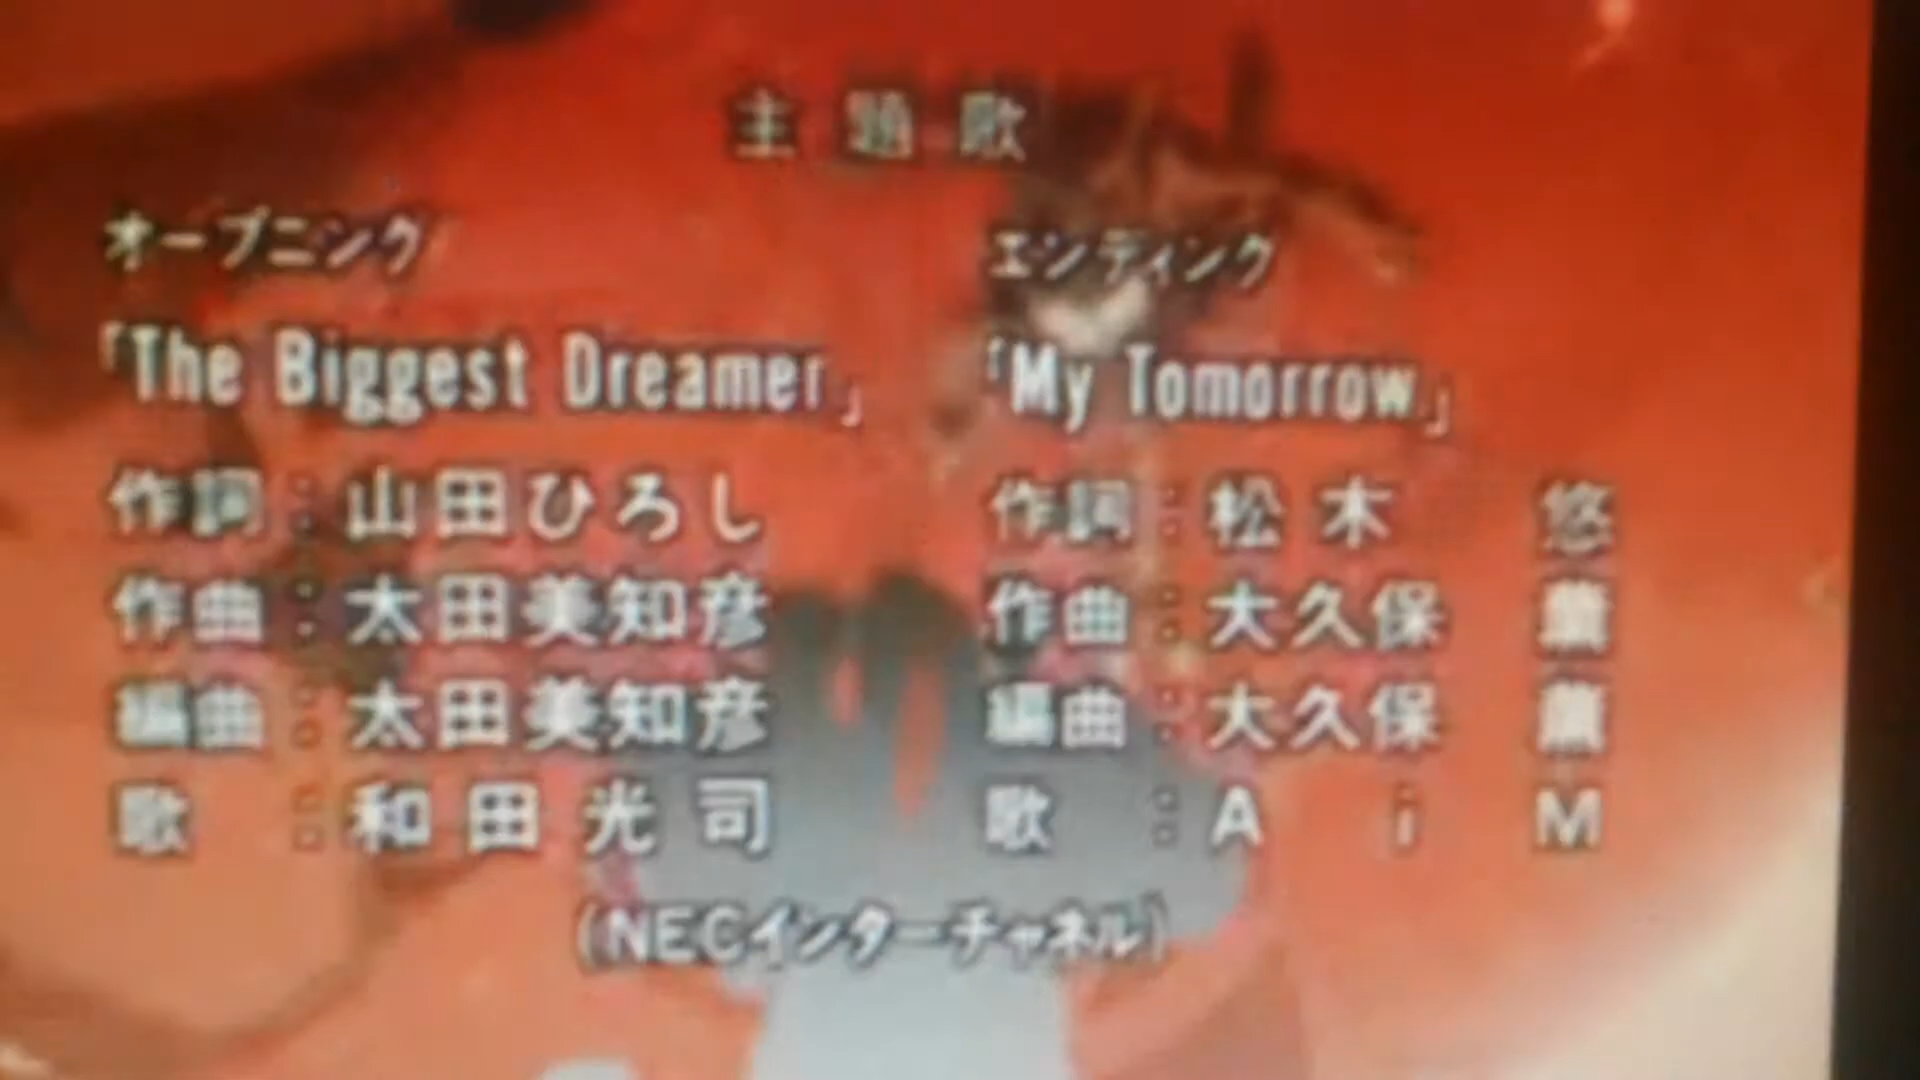 主題歌
オープニング
「The Biggest Dreamer」
作詞：山田ひろし
作曲：太田美知彦
編曲：太田美知彦
歌：和田光司
エンディング
「My Tomorrow」
作詞：松木悠
作曲：大久保薫
編曲：大久保薫
歌：AiM
(NECインターチャネル)